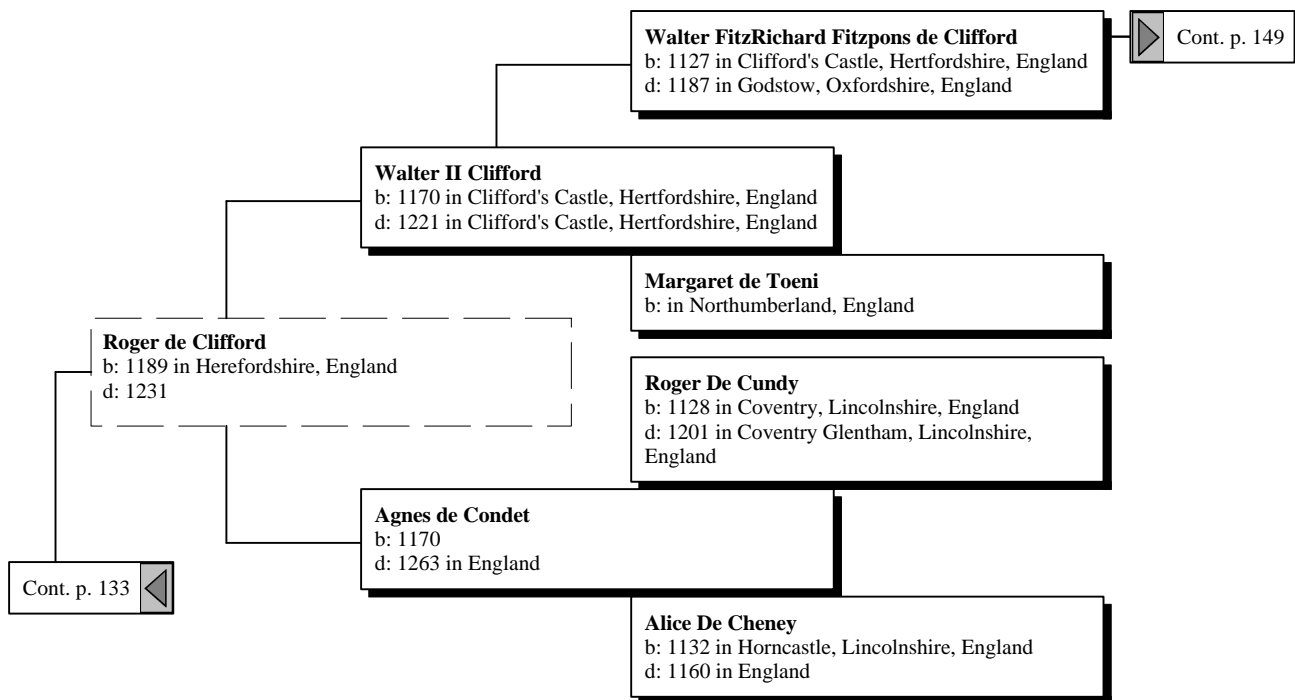 Walter FitzRichard Fitzpons de Clifford
b: 1127 in Clifford's Castle, Hertfordshire, England
d: 1187 in Godstow, Oxfordshire, England
Cont. p. 149
Walter II Clifford
b: 1170 in Clifford's Castle, Hertfordshire, England
d: 1221 in Clifford's Castle, Hertfordshire, England
Margaret de Toeni
b: in Northumberland, England
Roger de Clifford
b: 1189 in Herefordshire, England
d: 1231
Roger De Cundy
b: 1128 in Coventry, Lincolnshire, England
d: 1201 in Coventry Glentham, Lincolnshire,
England
Agnes de Condet
b: 1170
d: 1263 in England
Cont. p. 133
Alice De Cheney
b: 1132 in Horncastle, Lincolnshire, England
d: 1160 in England